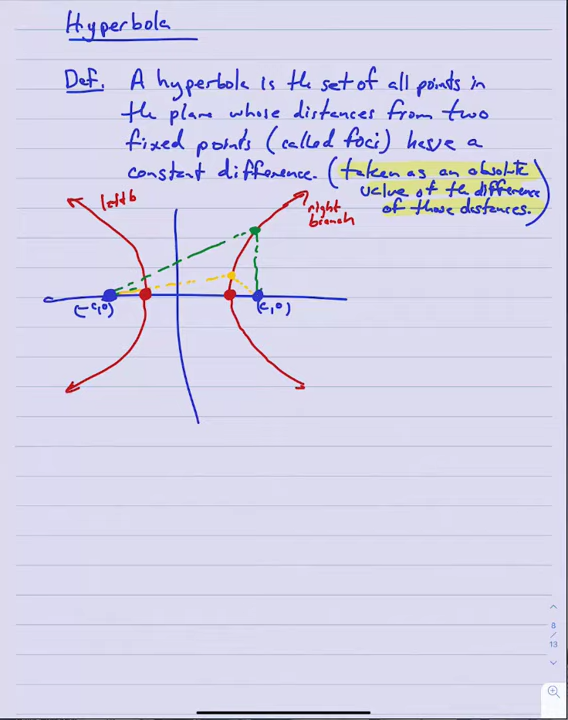 Hyperbola
Def. A hyperbola is the set of all points in
the plane whose distances from two
fixed points (called foci) have a
constant difference. (taken as an absolute
value of the difference
of those distances.)
left b
right
branch
(-c,0)
(c,0)
8
/
13